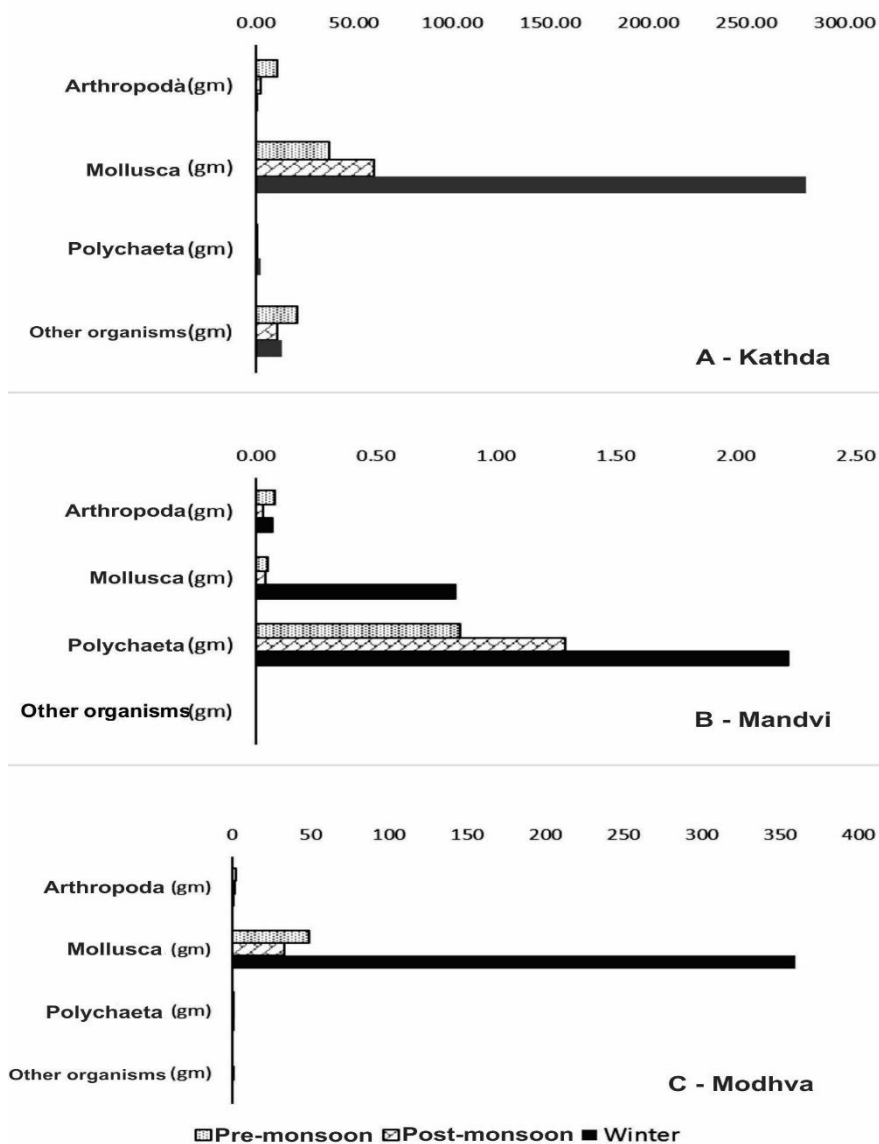 0.00 50.00 100.00 150.00 200.00 250.00 300.00
Arthropodà (gm)
Mollusca (gm)
Polychaeta (gm)
Other organisms (gm)
A - Kathda
0.00 0.50 1.00 1.50 2.00 2.50
Arthropoda (gm)
Mollusca (gm)
Polychaeta (gm)
Other organisms (gm)
B - Mandvi
0 50 100 150 200 250 300 350 400
Arthropoda (gm)
Mollusca (gm)
Polychaeta (gm)
Other organisms (gm)
C - Modhva
Pre-monsoon Post-monsoon Winter